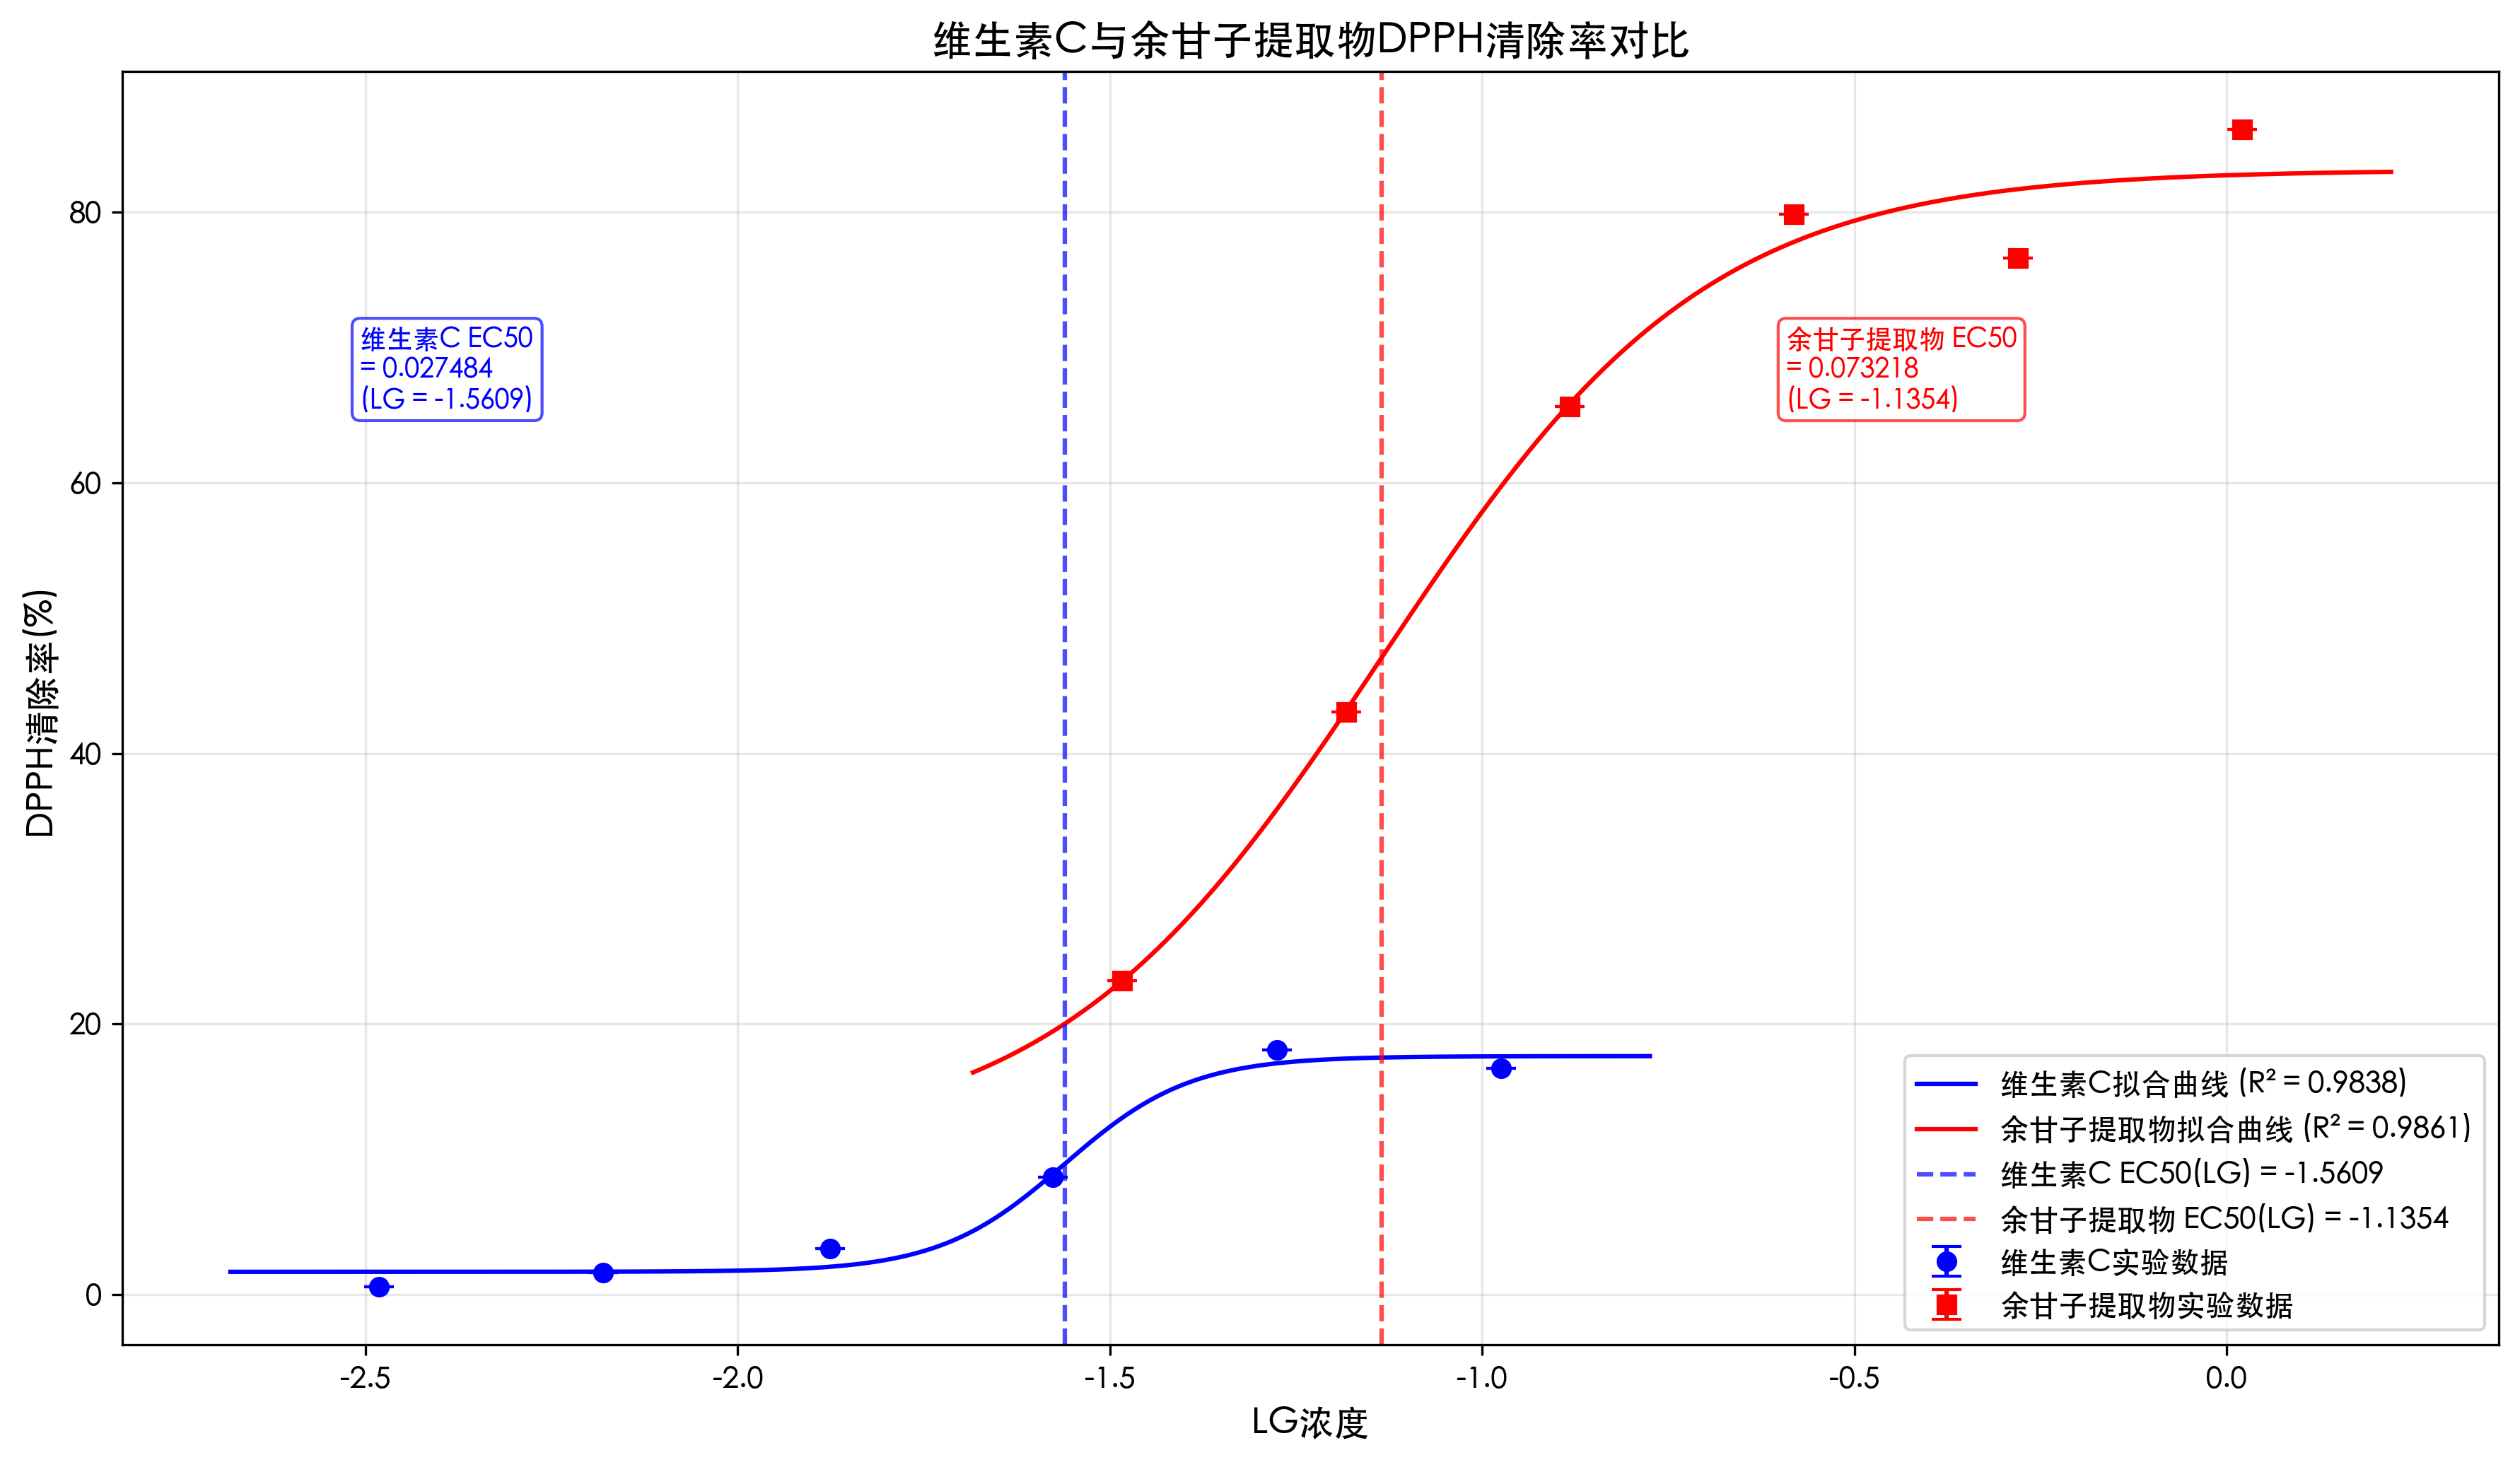 维生素C与余甘子提取物DPPH清除率对比
DPPH清除率(%)
80
60
40
20
0
维生素C EC50
= 0.027484
(LG = -1.5609)
余甘子提取物 EC50
= 0.073218
(LG = -1.1354)
维生素C拟合曲线 (R² = 0.9838)
余甘子提取物拟合曲线 (R² = 0.9861)
维生素C EC50(LG) = -1.5609
余甘子提取物 EC50(LG) = -1.1354
维生素C实验数据
余甘子提取物实验数据
-2.5 -2.0 -1.5 -1.0 -0.5 0.0
LG浓度